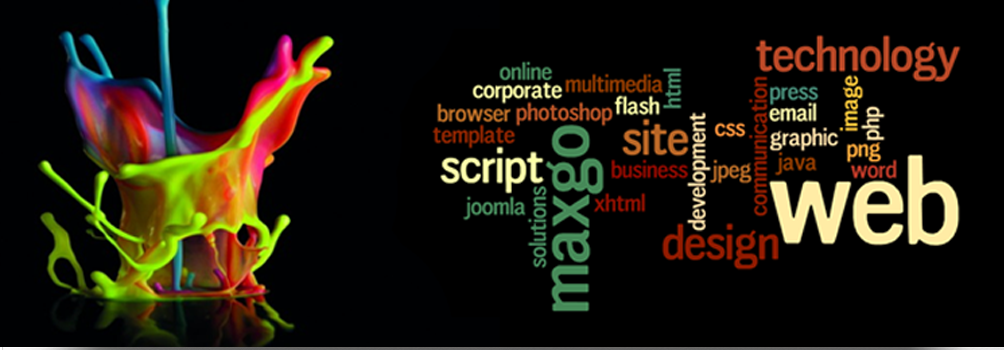 technology
online
multimedia
html
corporate
press
image
browser
photoshop
flash
email
communication
php
template
site
css
graphic
development
script
maxgo
business
jpeg
java
png
word
joomla
solutions
xhtml
web
design